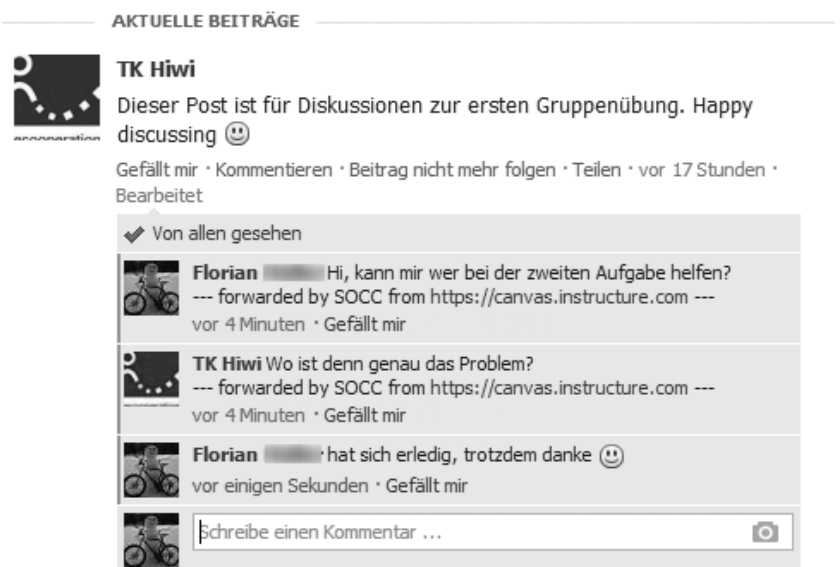 AKTUELLE BEITRÄGE
TK Hiwi
Dieser Post ist für Diskussionen zur ersten Gruppenübung. Happy
discussing
Gefällt mir · Kommentieren · Beitrag nicht mehr folgen · Teilen · vor 17 Stunden ·
Bearbeitet
Von allen gesehen
Florian Hi, kann mir wer bei der zweiten Aufgabe helfen?
--- forwarded by SOCC from https://canvas.instructure.com ---
vor 4 Minuten · Gefällt mir
TK Hiwi Wo ist denn genau das Problem?
--- forwarded by SOCC from https://canvas.instructure.com ---
vor 4 Minuten · Gefällt mir
Florian hat sich erledig, trotzdem danke
vor einigen Sekunden · Gefällt mir
Schreibe einen Kommentar ...